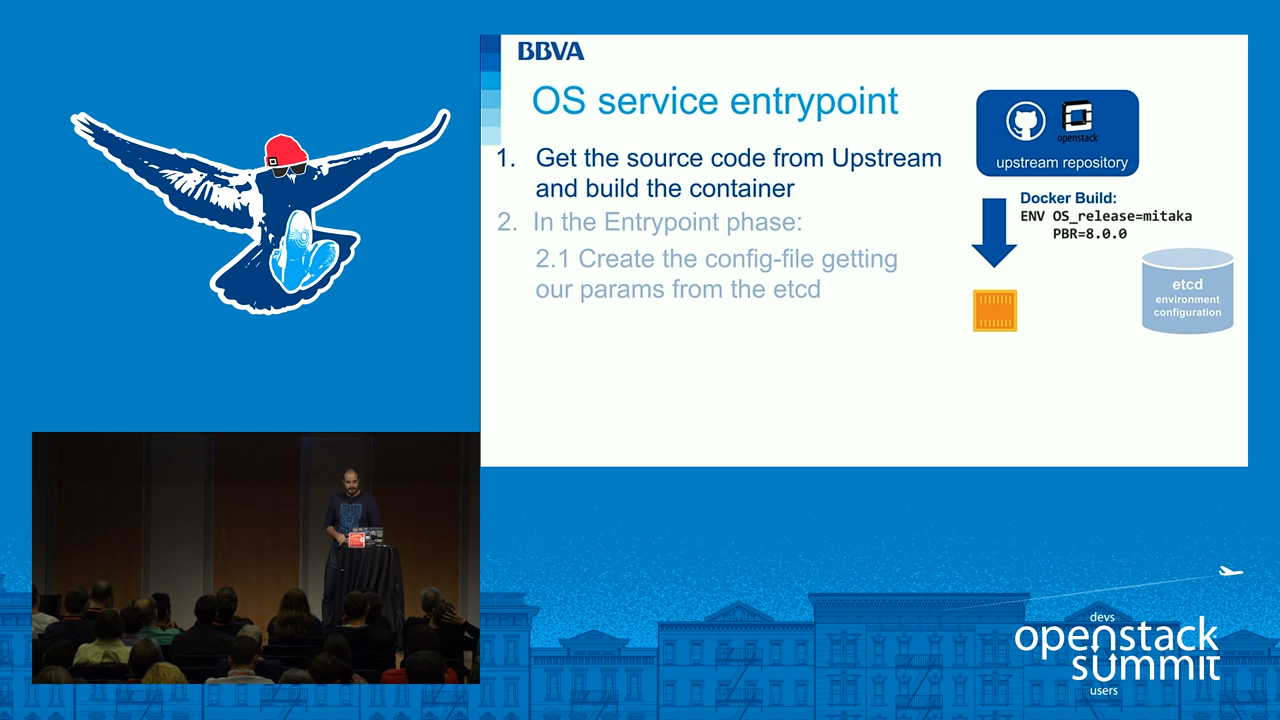 BBVA
OS service entrypoint
1. Get the source code from Upstream
and build the container
2. In the Entrypoint phase:
2.1 Create the config-file getting
our params from the etcd
openstack
upstream repository
Docker Build:
ENV OS_release=mitaka
PBR=8.0.0
etcd
environment
configuration
devs
openstack
summit
users